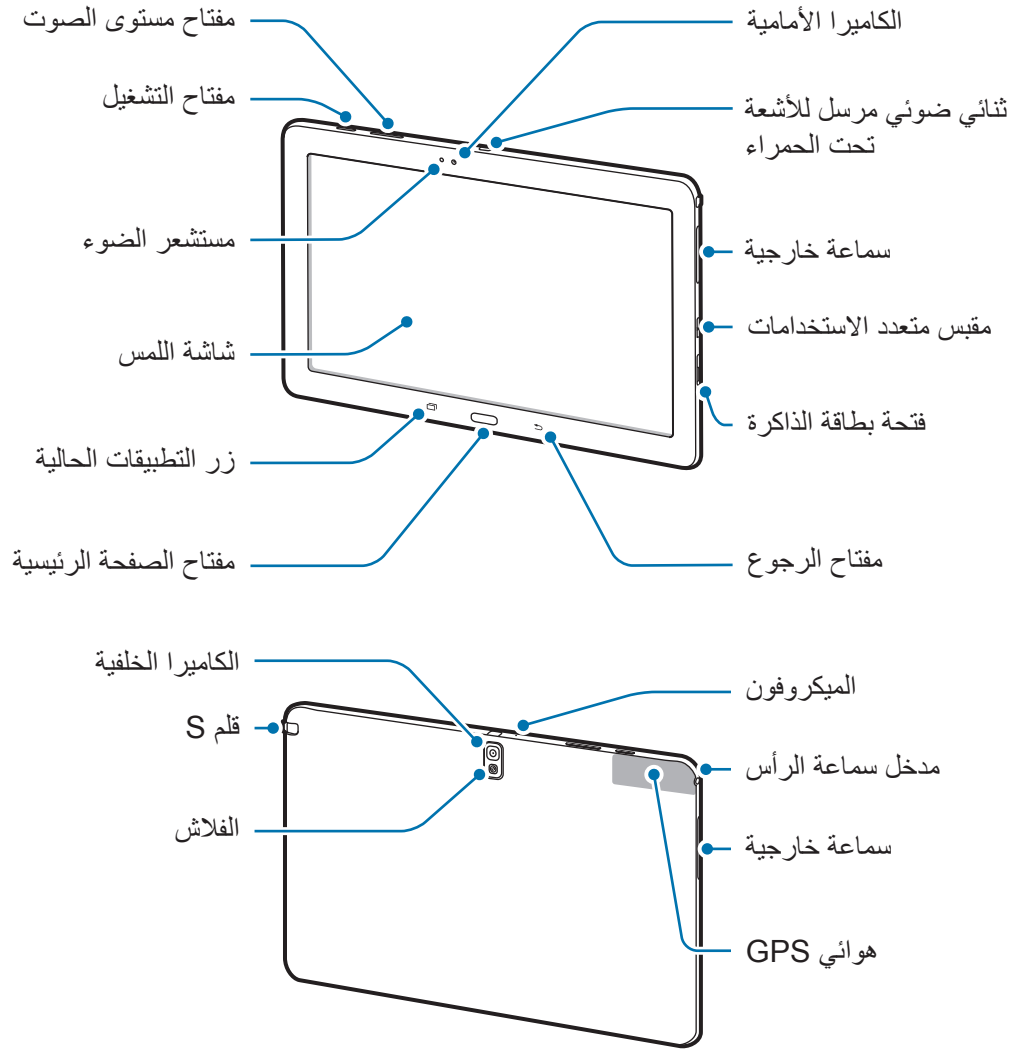 الكاميرا الأمامية
مفتاح مستوى الصوت
ثنائي ضوئي مرسل للأشعة
تحت الحمراء
مفتاح التشغيل
سماعة خارجية
مستشعر الضوء
مقبس متعدد الاستخدامات
شاشة اللمس
فتحة بطاقة الذاكرة
زر التطبيقات الحالية
مفتاح الرجوع
مفتاح الصفحة الرئيسية
الكاميرا الخلفية
الميكروفون
قلم S
مدخل سماعة الرأس
الفلاش
سماعة خارجية
هوائي GPS